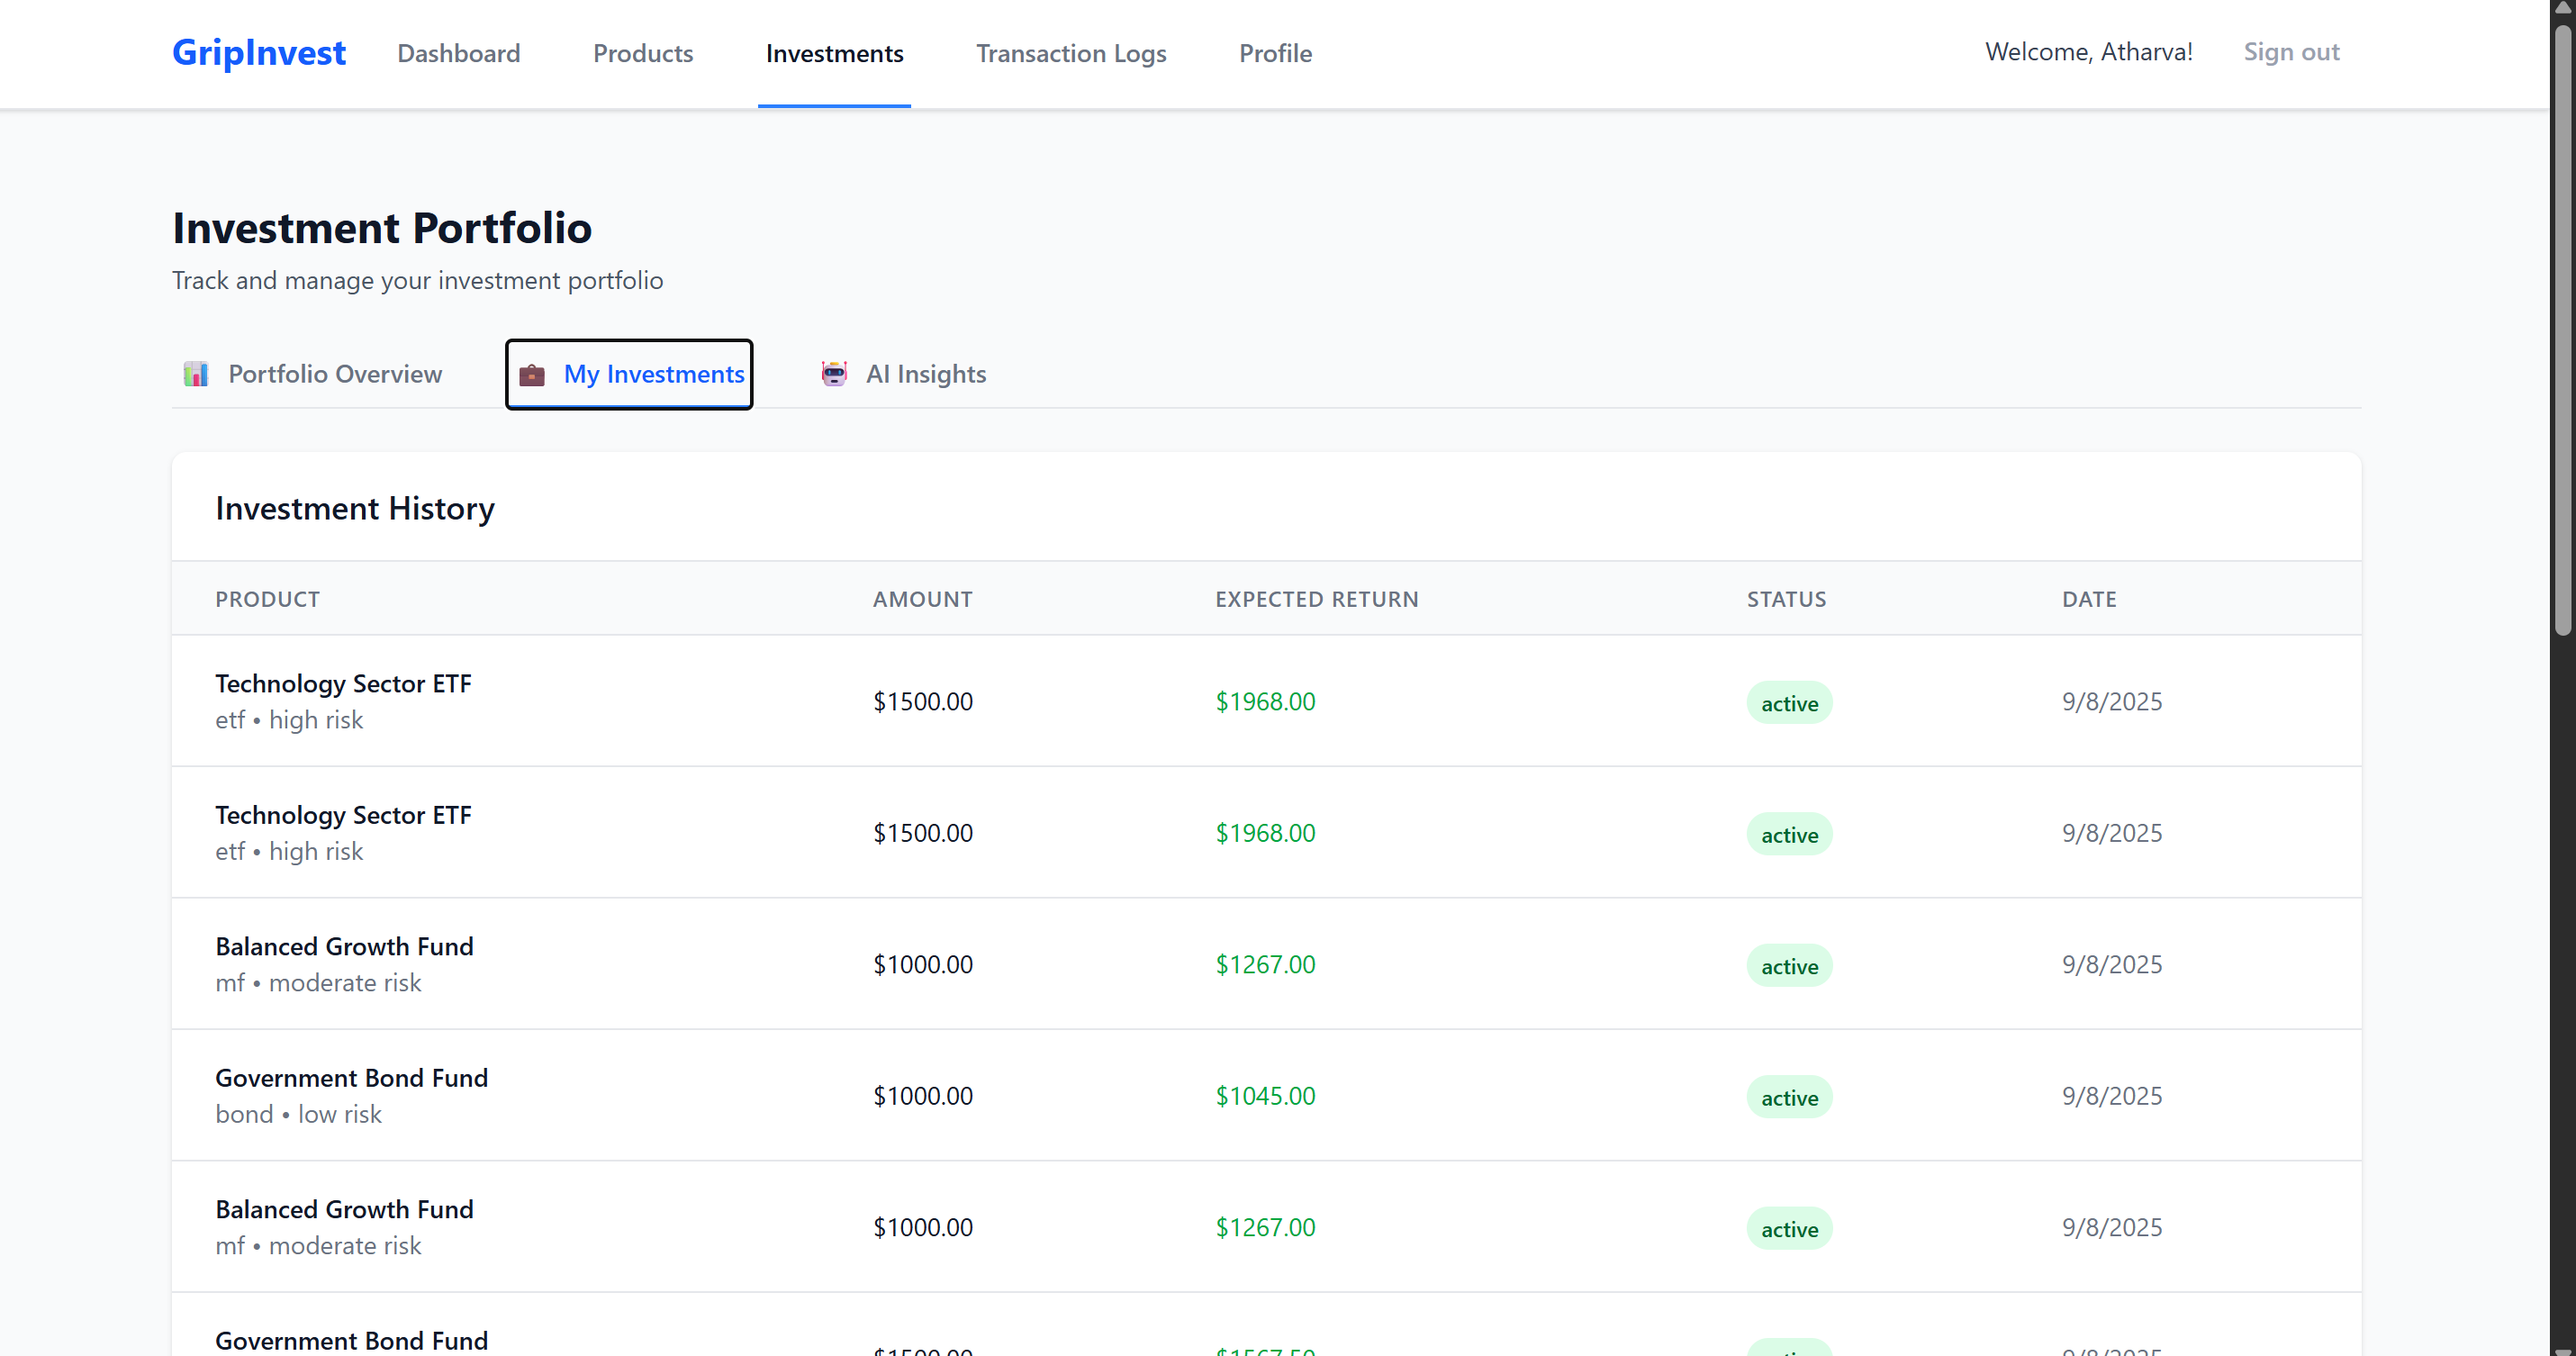 GripInvest Dashboard Products Investments Transaction Logs Profile Welcome, Atharva! Sign out
Investment Portfolio
Track and manage your investment portfolio
Portfolio Overview My Investments AI Insights
Investment History
PRODUCT AMOUNT EXPECTED RETURN STATUS DATE
Technology Sector ETF
etf • high risk
$1500.00 $1968.00 active 9/8/2025
Technology Sector ETF
etf • high risk
$1500.00 $1968.00 active 9/8/2025
Balanced Growth Fund
mf • moderate risk
$1000.00 $1267.00 active 9/8/2025
Government Bond Fund
bond • low risk
$1000.00 $1045.00 active 9/8/2025
Balanced Growth Fund
mf • moderate risk
$1000.00 $1267.00 active 9/8/2025
Government Bond Fund